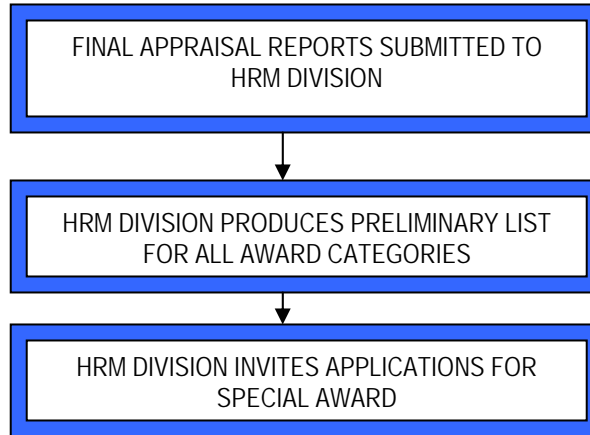 FINAL APPRAISAL REPORTS SUBMITTED TO
HRM DIVISION
HRM DIVISION PRODUCES PRELIMINARY LIST
FOR ALL AWARD CATEGORIES
HRM DIVISION INVITES APPLICATIONS FOR
SPECIAL AWARD